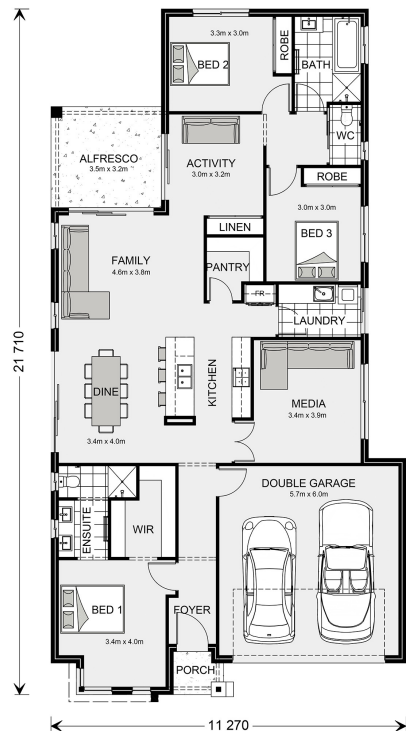 3.3m x 3.0m
BED 2
ROBE
BATH
WC
ALFRESCO
3.5m x 3.2m
ACTIVITY
3.0m x 3.2m
ROBE
3.0m x 3.0m
BED 3
LINEN
FAMILY
4.6m x 3.8m
PANTRY
FR
LAUNDRY
21 710
KITCHEN
DINE
3.4m x 4.0m
MEDIA
3.4m x 3.9m
DOUBLE GARAGE
5.7m x 6.0m
ENSUITE
WIR
BED 1
3.4m x 4.0m
FOYER
PORCH
11 270